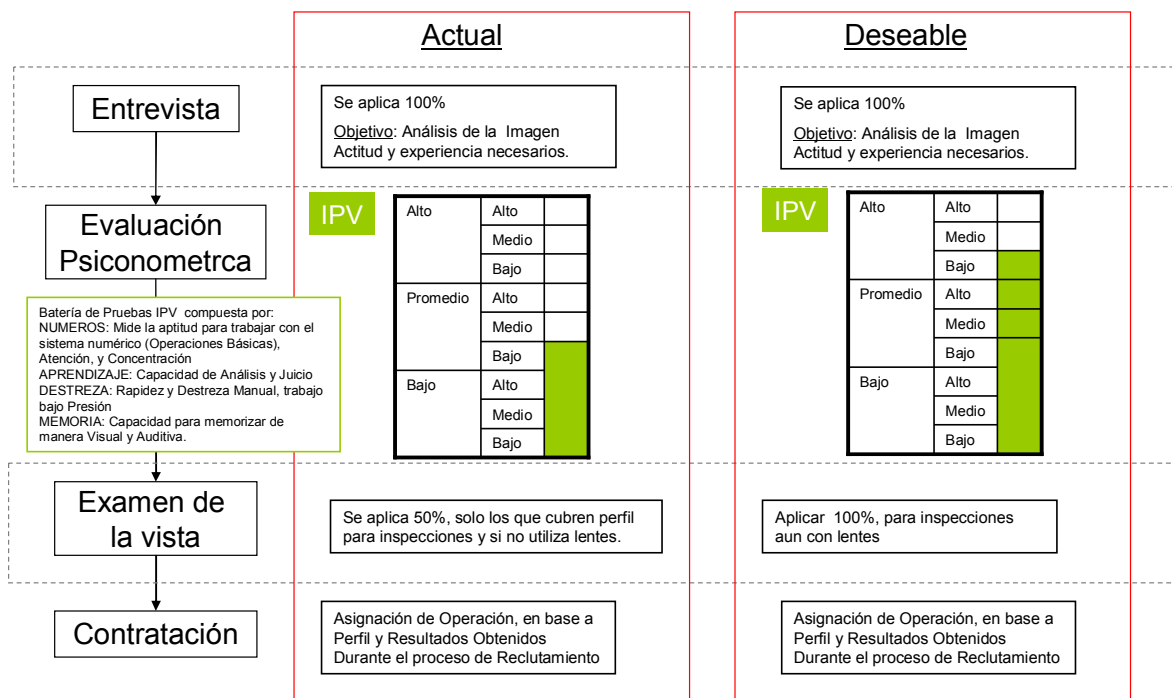 Actual
Deseable
Entrevista
Se aplica 100%
Objetivo: Análisis de la Imagen
Actitud y experiencia necesarios.
Se aplica 100%
Objetivo: Análisis de la Imagen
Actitud y experiencia necesarios.
Evaluación
Psiconometrca
IPV
Alto
Alto
Medio
Bajo
Promedio
Alto
Medio
Bajo
Bajo
Alto
Medio
Bajo
IPV
Alto
Alto
Medio
Bajo
Promedio
Alto
Medio
Bajo
Bajo
Alto
Medio
Bajo
Batería de Pruebas IPV compuesta por:
NUMEROS: Mide la aptitud para trabajar con el
sistema numérico (Operaciones Básicas),
Atención, y Concentración
APRENDIZAJE: Capacidad de Análisis y Juicio
DESTREZA: Rapidez y Destreza Manual, trabajo
bajo Presión
MEMORIA: Capacidad para memorizar de
manera Visual y Auditiva.
Examen de
la vista
Se aplica 50%, solo los que cubren perfil
para inspecciones y si no utiliza lentes.
Aplicar 100%, para inspecciones
aun con lentes
Contratación
Asignación de Operación, en base a
Perfil y Resultados Obtenidos
Durante el proceso de Reclutamiento
Asignación de Operación, en base a
Perfil y Resultados Obtenidos
Durante el proceso de Reclutamiento